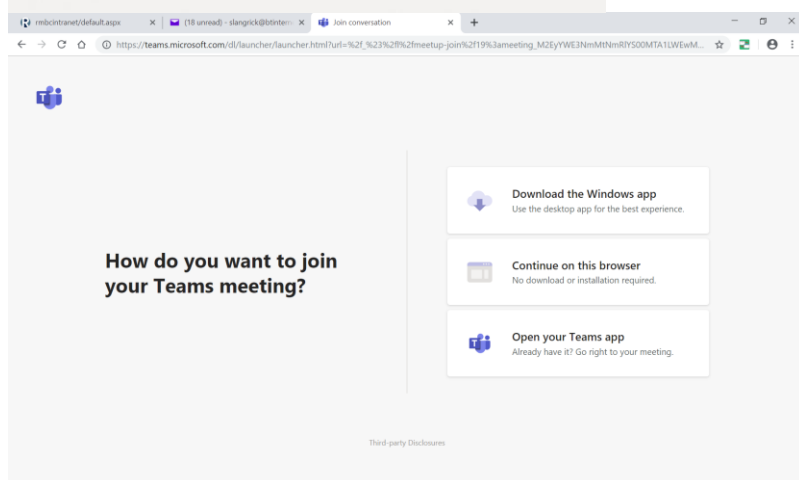 rmbcintranet/default.aspx
(18 unread) - slangrick@btintern
Join conversation
https://teams.microsoft.com/dl/launcher/launcher.html?url=%2f_%23%2fl%2fmeetup-join%2f19%3ameeting_
How do you want to join
your Teams meeting?
Download the Windows app
Use the desktop app for the best experience.
Continue on this browser
No download or installation required.
Open your Teams app
Already have it? Go right to your meeting.
Third-party Disclosures